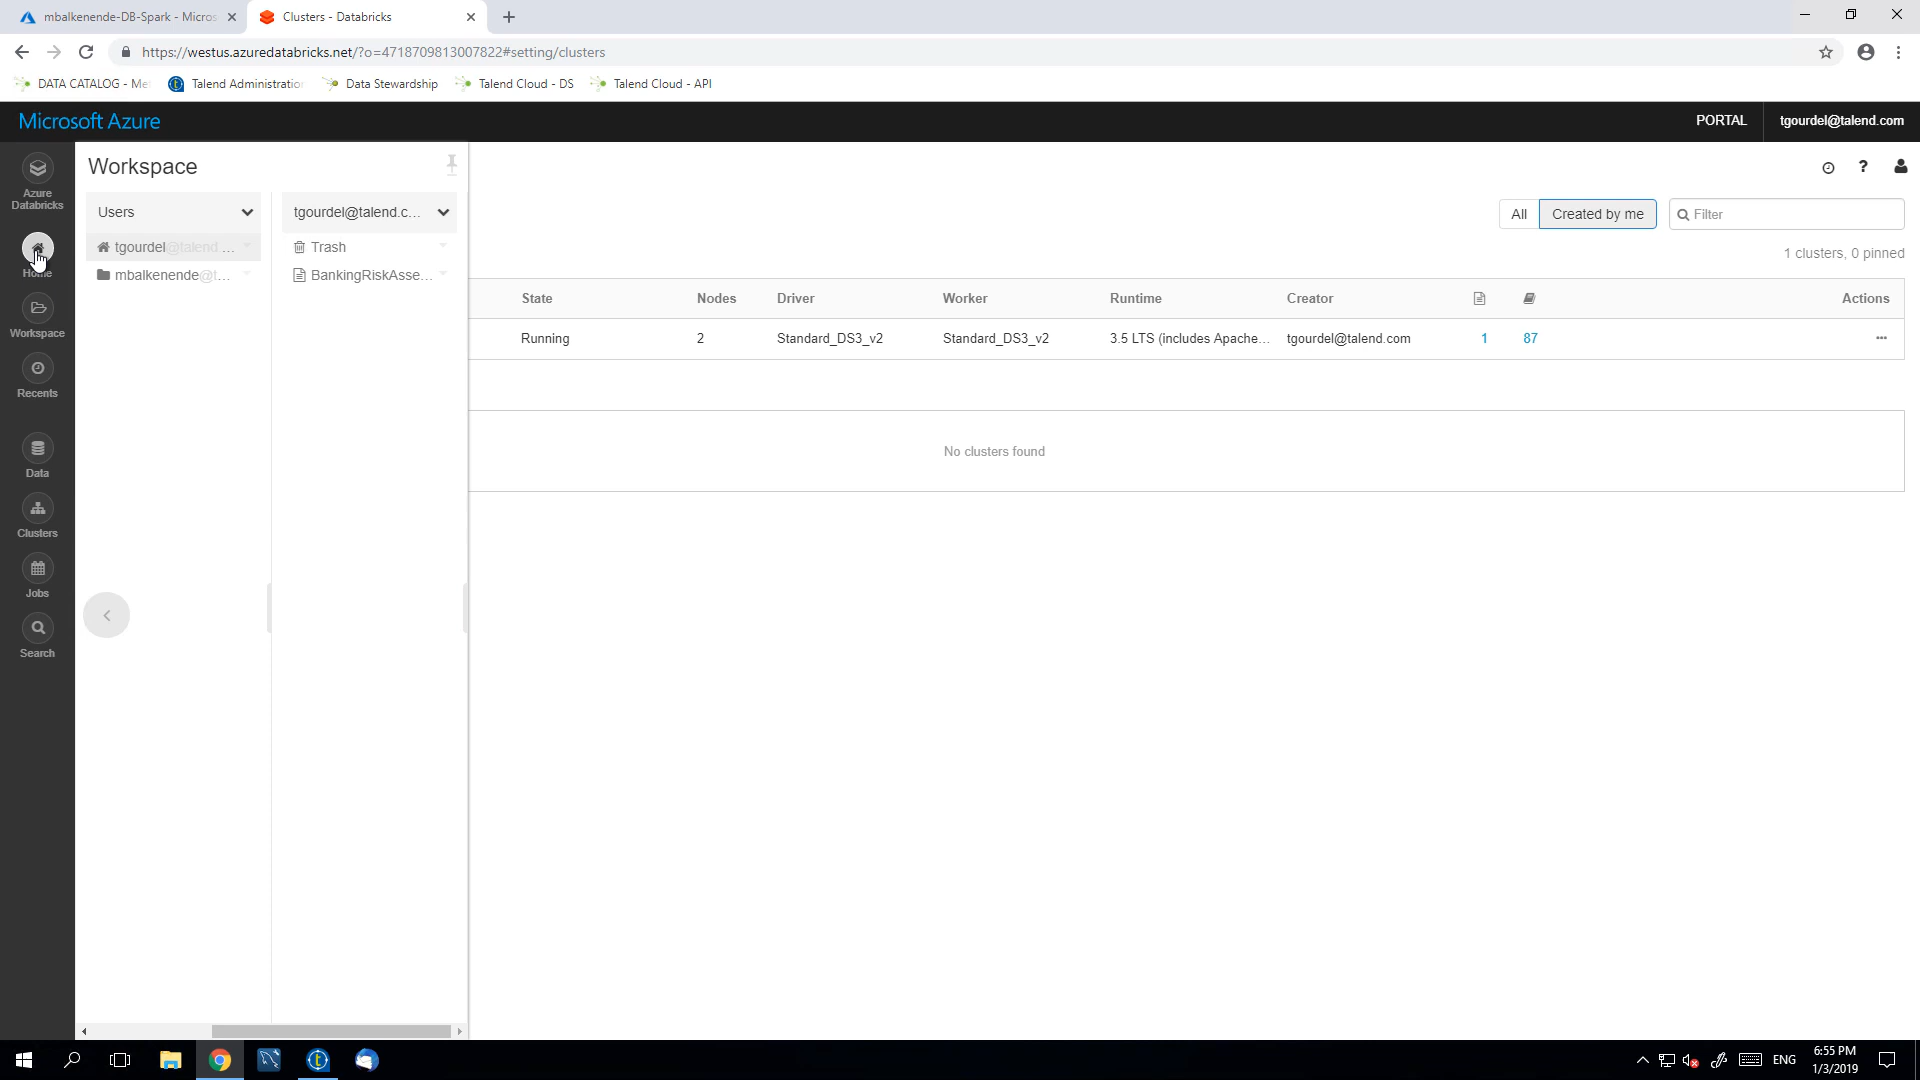 mbalkenende-DB-Spark - Micros
Clusters - Databricks
https://westus.azuredatabricks.net/?o=4718709813007822#setting/clusters
DATA CATALOG - Me
Talend Administratio
Data Stewardship
Talend Cloud - DS
Talend Cloud - API
Microsoft Azure
PORTAL
tgourdel@talend.com
Azure
Databricks
Home
Workspace
Recents
Data
Clusters
Jobs
Search
Workspace
Users
tgourdel@talend ...
mbalkenende@t...
tgourdel@talend.c...
Trash
BankingRiskAsse...
All
Created by me
Filter
1 clusters, 0 pinned
State
Nodes
Driver
Worker
Runtime
Creator
Actions
Running
2
Standard_DS3_v2
Standard_DS3_v2
3.5 LTS (includes Apache...
tgourdel@talend.com
1
87
No clusters found
ENG
6:55 PM
1/3/2019